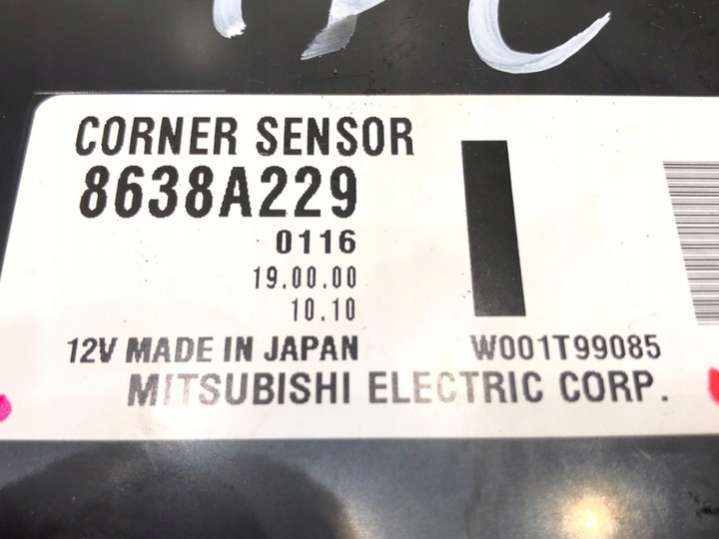 CORNER SENSOR
8638A229
0116
19.00.00
10.10
12V MADE IN JAPAN W001T99085
MITSUBISHI ELECTRIC CORP.